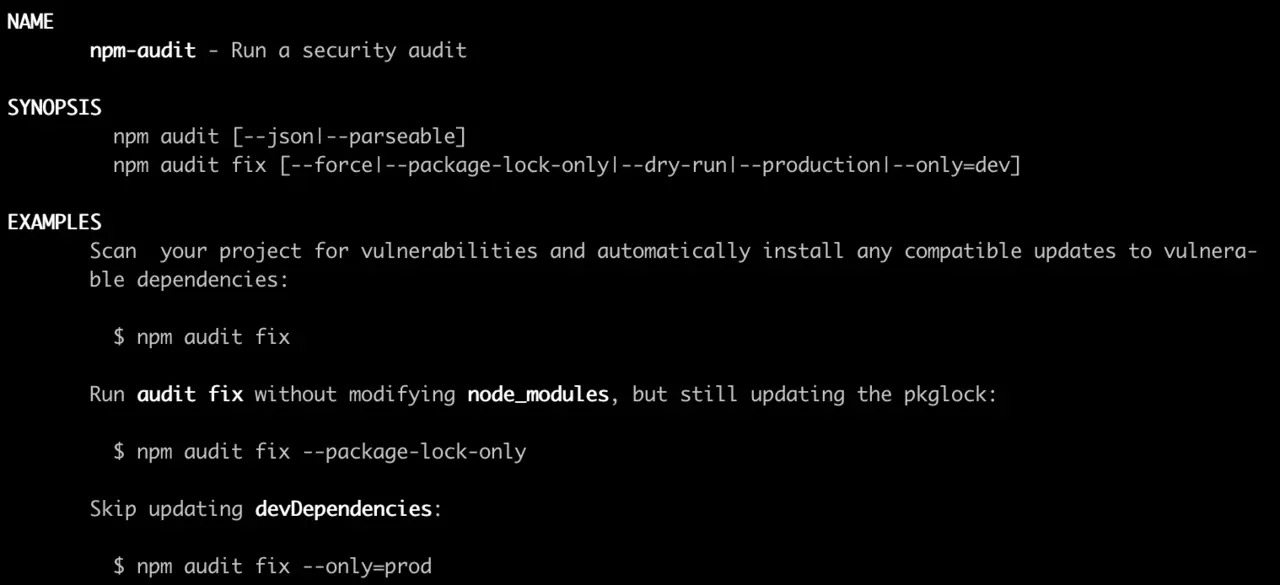 NAME
npm-audit - Run a security audit
SYNOPSIS
npm audit [--json|--parseable]
npm audit fix [--force|--package-lock-only|--dry-run|--production|--only=dev]
EXAMPLES
Scan  your project for vulnerabilities and automatically install any compatible updates to vulnera-
ble dependencies:
$ npm audit fix
Run audit fix without modifying node_modules, but still updating the pkglock:
$ npm audit fix --package-lock-only
Skip updating devDependencies:
$ npm audit fix --only=prod